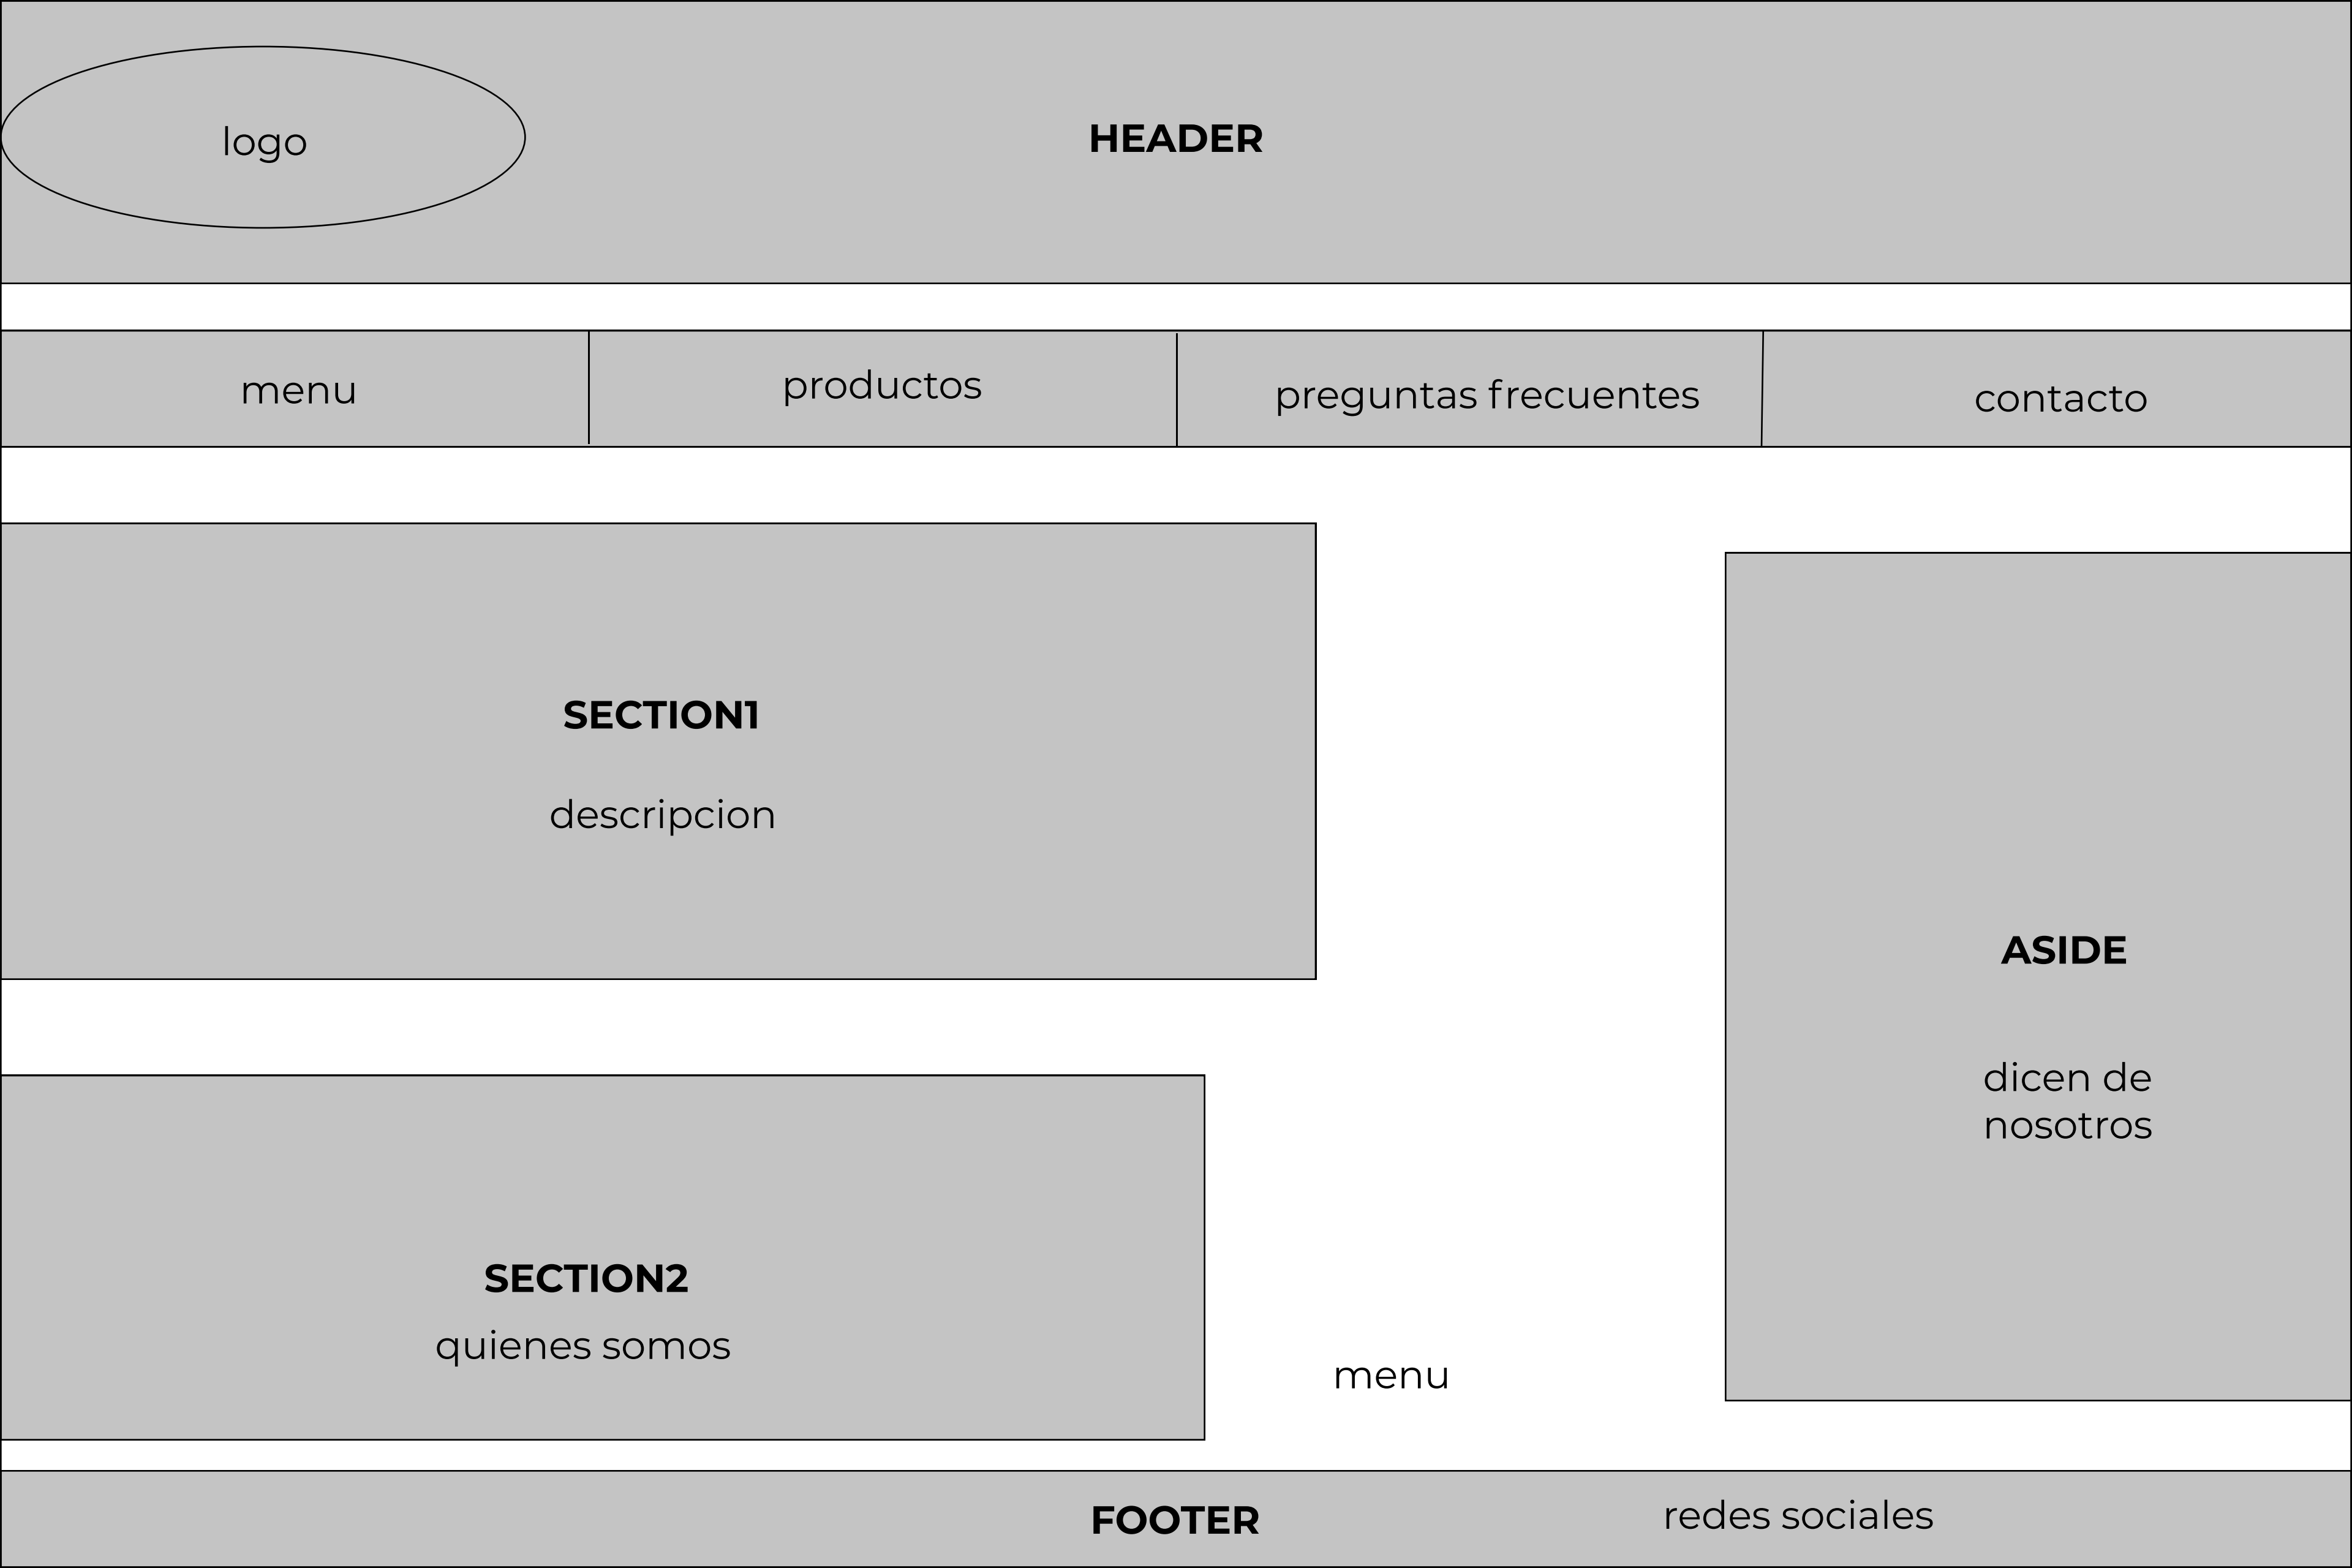 logo
HEADER
menu
productos
preguntas frecuentes
contacto
SECTION1
descripcion
ASIDE
dicen de
nosotros
SECTION2
quienes somos
menu
FOOTER
redes sociales